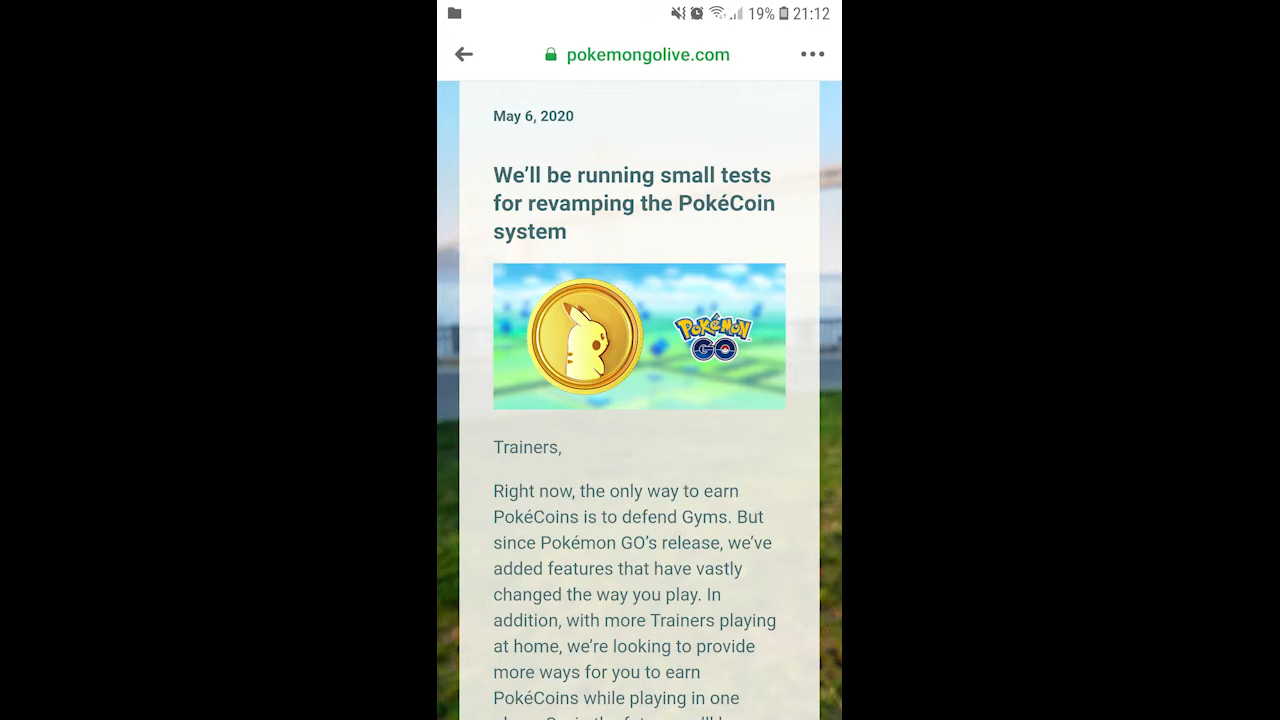 19% 21:12
pokemongolive.com
May 6, 2020
We’ll be running small tests
for revamping the PokéCoin
system
POKÉMON
GO
Trainers,
Right now, the only way to earn
PokéCoins is to defend Gyms. But
since Pokémon GO’s release, we’ve
added features that have vastly
changed the way you play. In
addition, with more Trainers playing
at home, we’re looking to provide
more ways for you to earn
PokéCoins while playing in one